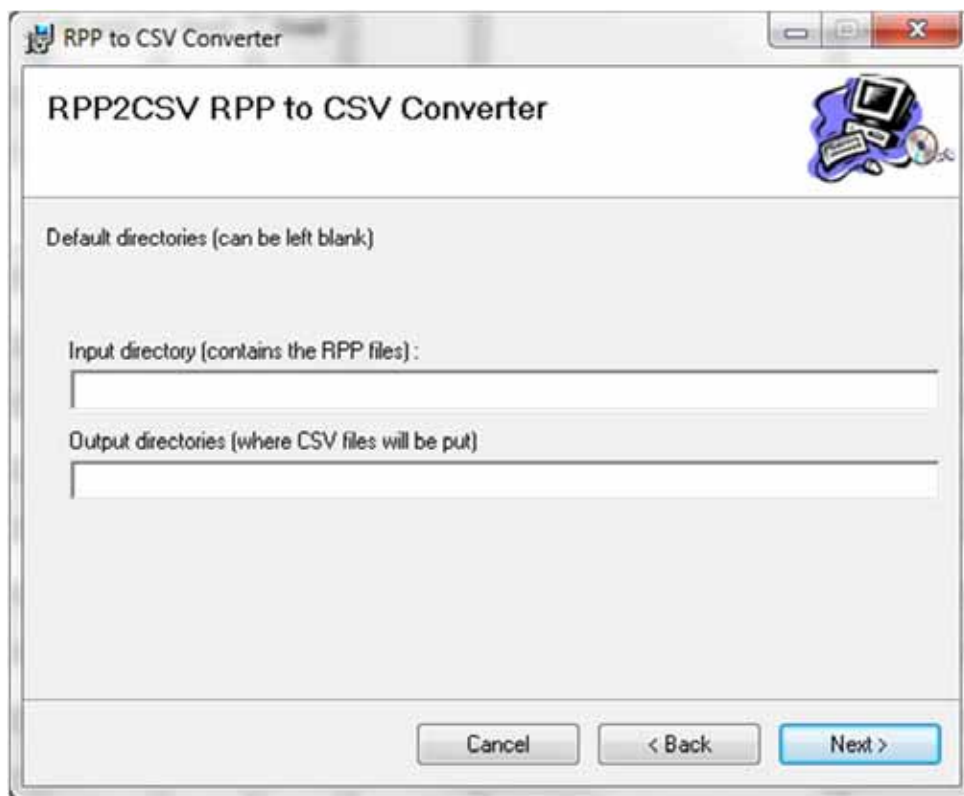 RPP to CSV Converter
RPP2CSV RPP to CSV Converter
Default directories (can be left blank)
Input directory (contains the RPP files) :
Output directories (where CSV files will be put)
Cancel
< Back
Next >